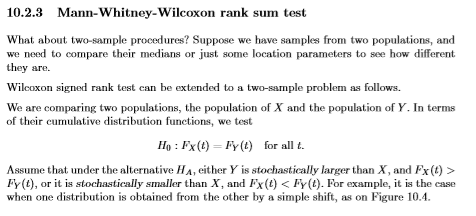 10.2.3 Mann-Whitney-Wilcoxon rank sum test
What about two-sample procedures? Suppose we have samples from two populations, and
we need to compare their medians or just some location parameters to see how different
they are.
Wilcoxon signed rank test can be extended to a two-sample problem as follows.
We are comparing two populations, the population of X and the population of Y. In terms
of their cumulative distribution functions, we test
H₀ : F_X(t) = F_Y(t) for all t.
Assume that under the alternative H_A, either Y is stochastically larger than X, and F_X(t) >
F_Y(t), or it is stochastically smaller than X, and F_X(t) < F_Y(t). For example, it is the case
when one distribution is obtained from the other by a simple shift, as on Figure 10.4.